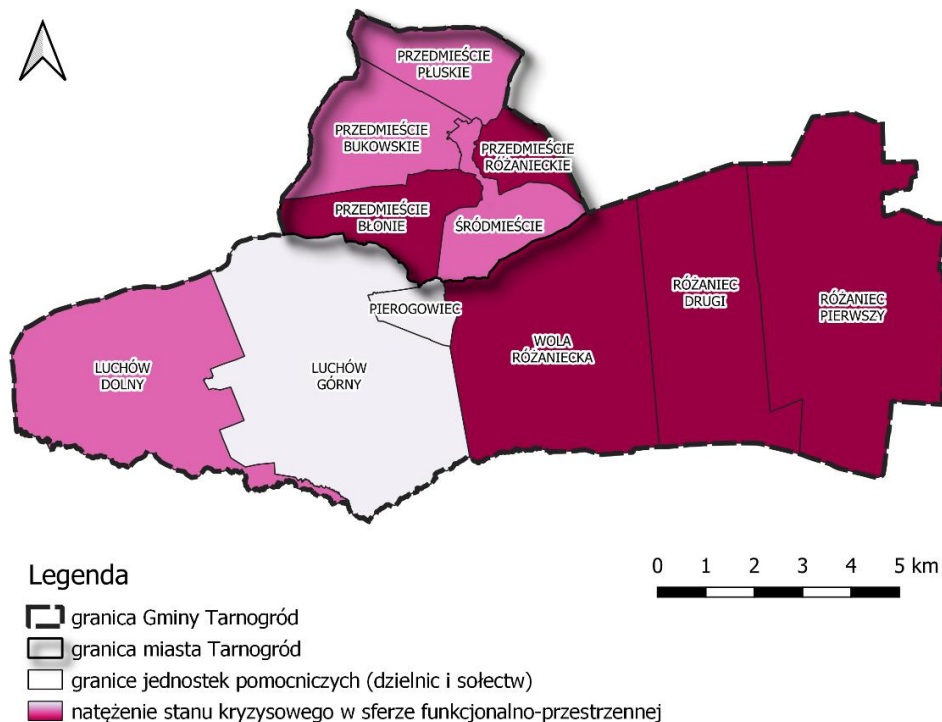 PRZEDMIEŚCIE
PŁUSKIE
PRZEDMIEŚCIE
BUKOWSKIE
PRZEDMIEŚCIE
RÓŻANIECKIE
PRZEDMIEŚCIE
BŁONIE
ŚRÓDMIEŚCIE
PIEROGOWIEC
RÓŻANIEC
DRUGI
RÓŻANIEC
PIERWSZY
WOLA
RÓŻANIECKA
LUCHÓW
DOLNY
LUCHÓW
GÓRNY
0 1 2 3 4 5 km
Legenda
granica Gminy Tarnogród
granica miasta Tarnogród
granice jednostek pomocniczych (dzielnic i sołectw)
natężenie stanu kryzysowego w sferze funkcjonalno-przestrzennej